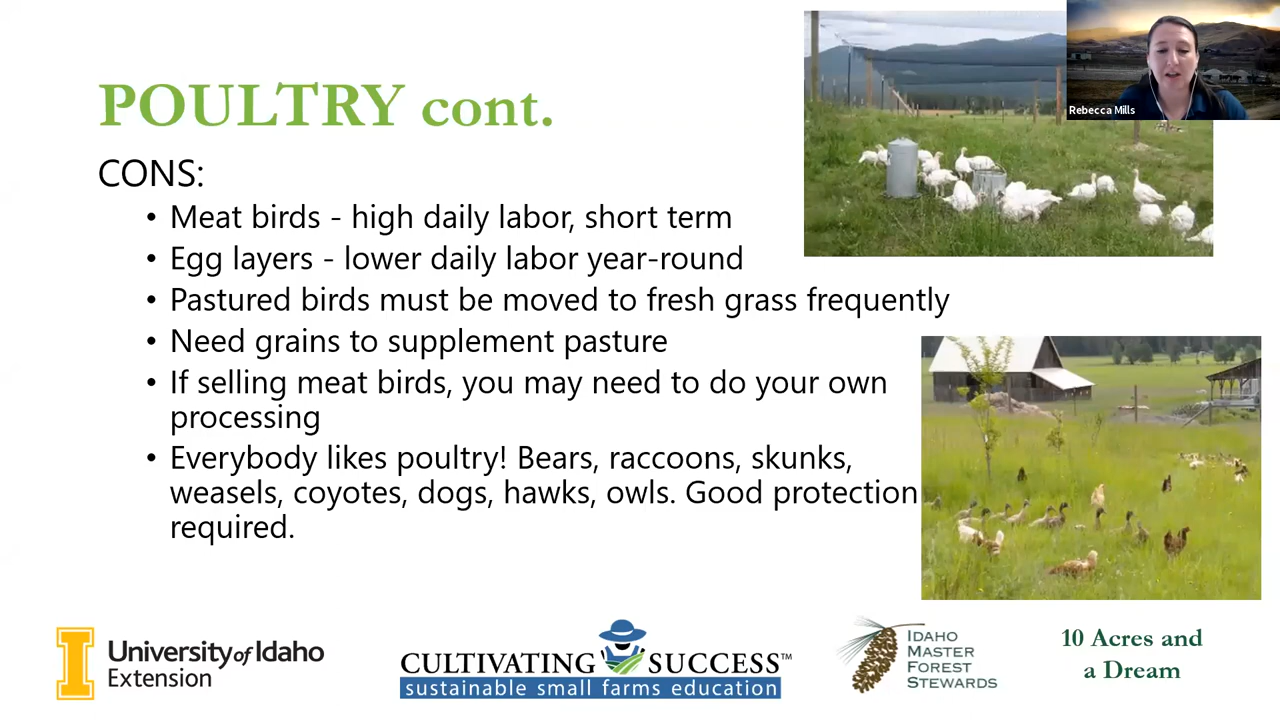 POULTRY cont.
Rebecca Mills
CONS:
• Meat birds - high daily labor, short term
• Egg layers - lower daily labor year-round
• Pastured birds must be moved to fresh grass frequently
• Need grains to supplement pasture
• If selling meat birds, you may need to do your own
processing
• Everybody likes poultry! Bears, raccoons, skunks,
weasels, coyotes, dogs, hawks, owls. Good protection
required.
I
University of Idaho
Extension
CULTIVATING SUCCESS™
sustainable small farms education
IDAHO
MASTER
FOREST
STEWARDS
10 Acres and
a Dream